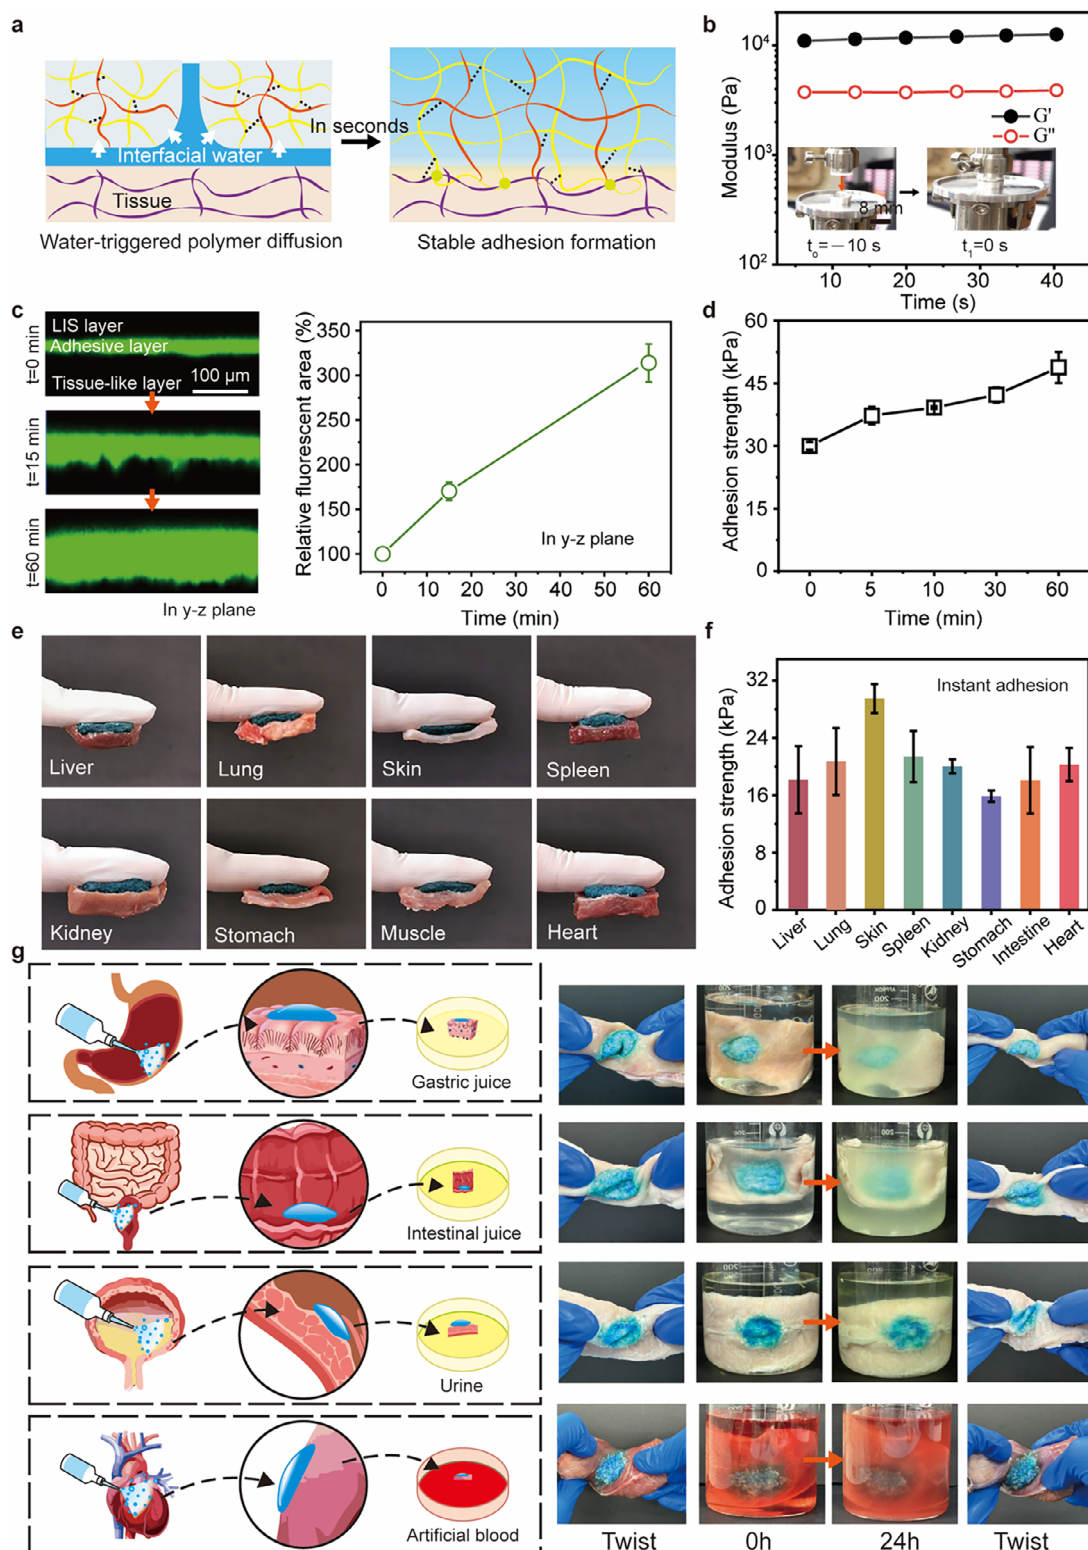 a
Interfacial water
Tissue
In seconds
Water-triggered polymer diffusion
Stable adhesion formation
b
Modulus (Pa)
10⁴
10³
10²
G'
G"
8 mm
t₀=−10 s
t₁=0 s
10 20 30 40
Time (s)
c
t=0 min
LIS layer
Adhesive layer
Tissue-like layer
100 µm
t=15 min
t=60 min
In y-z plane
Relative fluorescent area (%)
350
300
250
200
150
100
In y-z plane
0 10 20 30 40 50 60
Time (min)
d
Adhesion strength (kPa)
60
45
30
15
0
0 5 10 30 60
Time (min)
e
Liver
Lung
Skin
Spleen
Kidney
Stomach
Muscle
Heart
f
Adhesion strength (kPa)
32
24
16
8
0
Instant adhesion
Liver
Lung
Skin
Spleen
Kidney
Stomach
Intestine
Heart
g
Gastric juice
Intestinal juice
Urine
Artificial blood
Twist
0h
24h
Twist